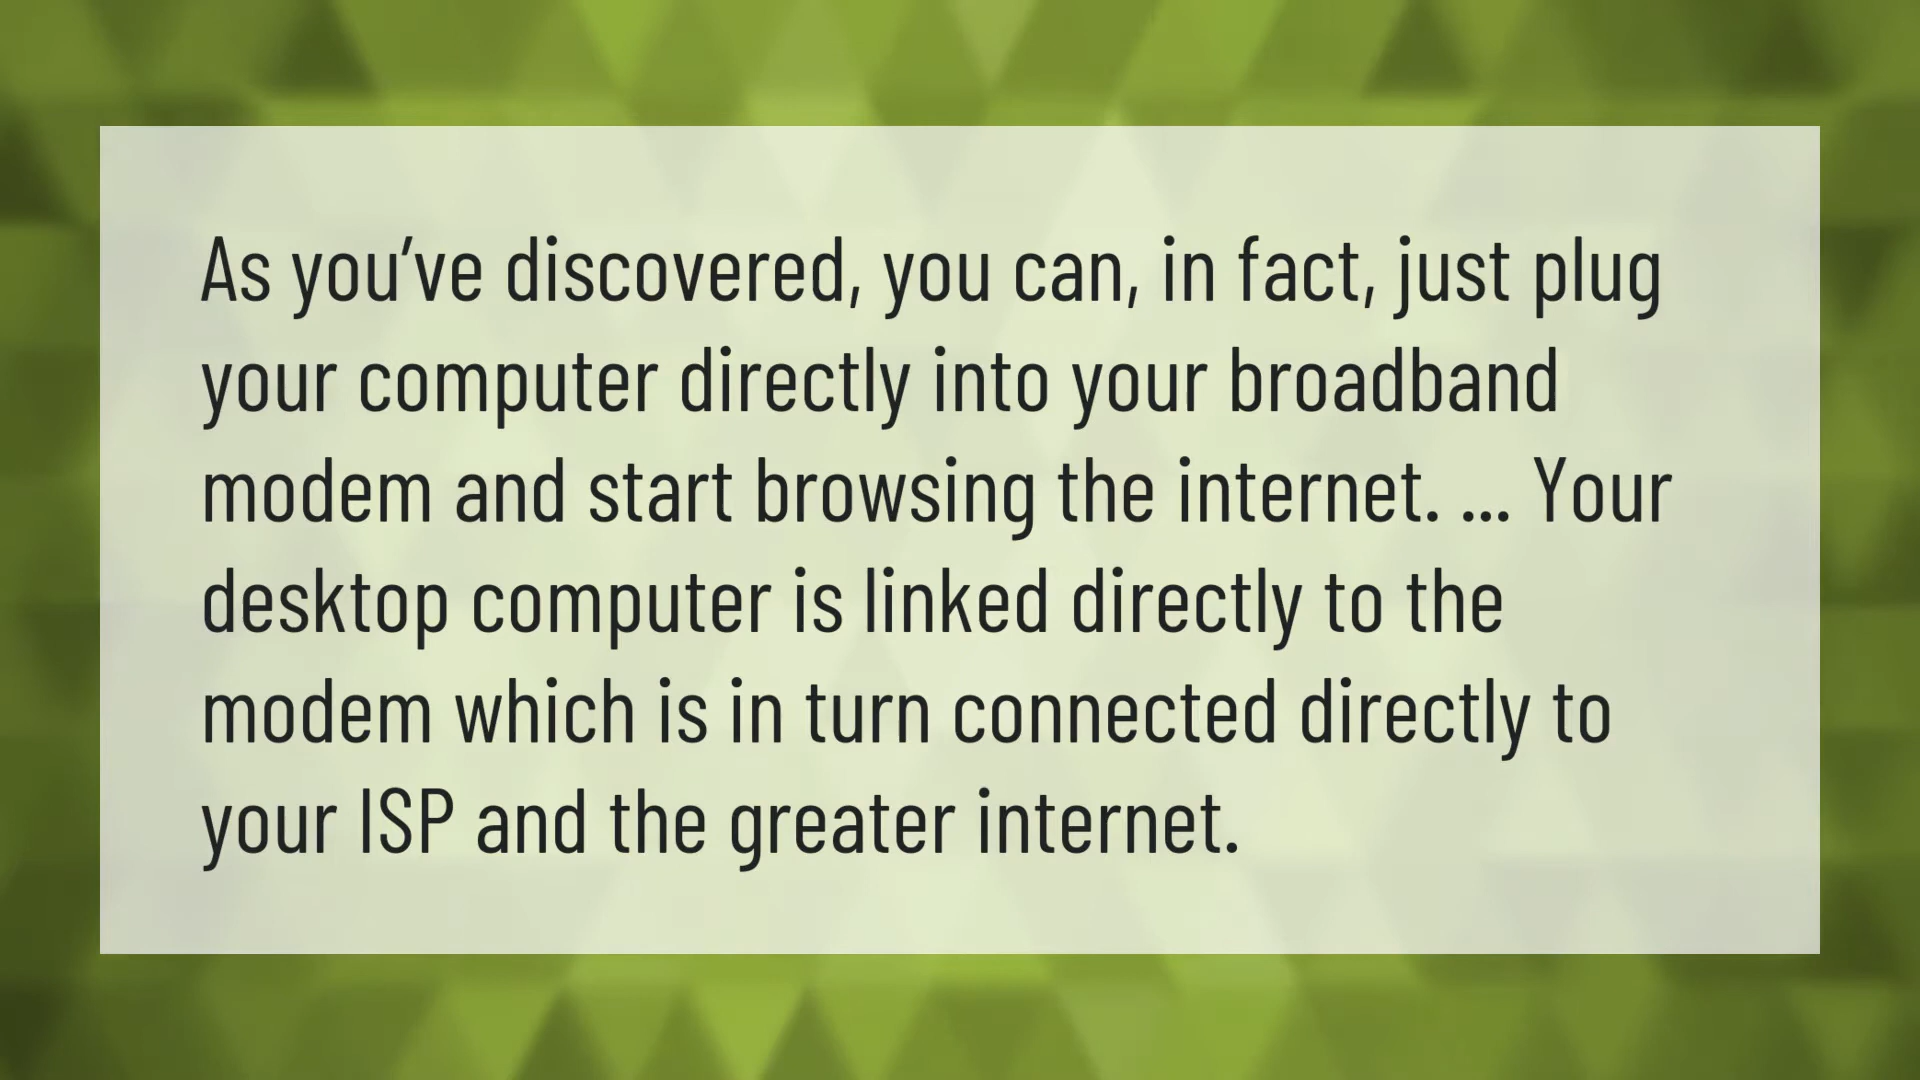 As you’ve discovered, you can, in fact, just plug
your computer directly into your broadband
modem and start browsing the internet. ... Your
desktop computer is linked directly to the
modem which is in turn connected directly to
your ISP and the greater internet.